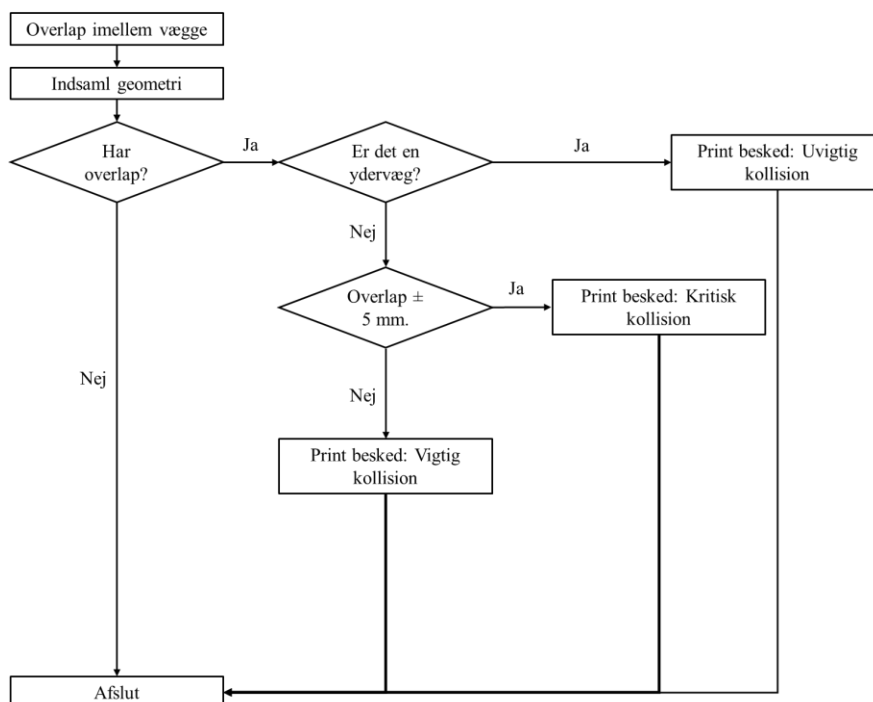 Overlap imellem vægge
Indsaml geometri
Har
overlap?
Ja
Er det en
ydervæg?
Ja
Print besked: Uvigtig
kollision
Nej
Overlap ±
5 mm.
Ja
Print besked: Kritisk
kollision
Nej
Nej
Print besked: Vigtig
kollision
Afslut